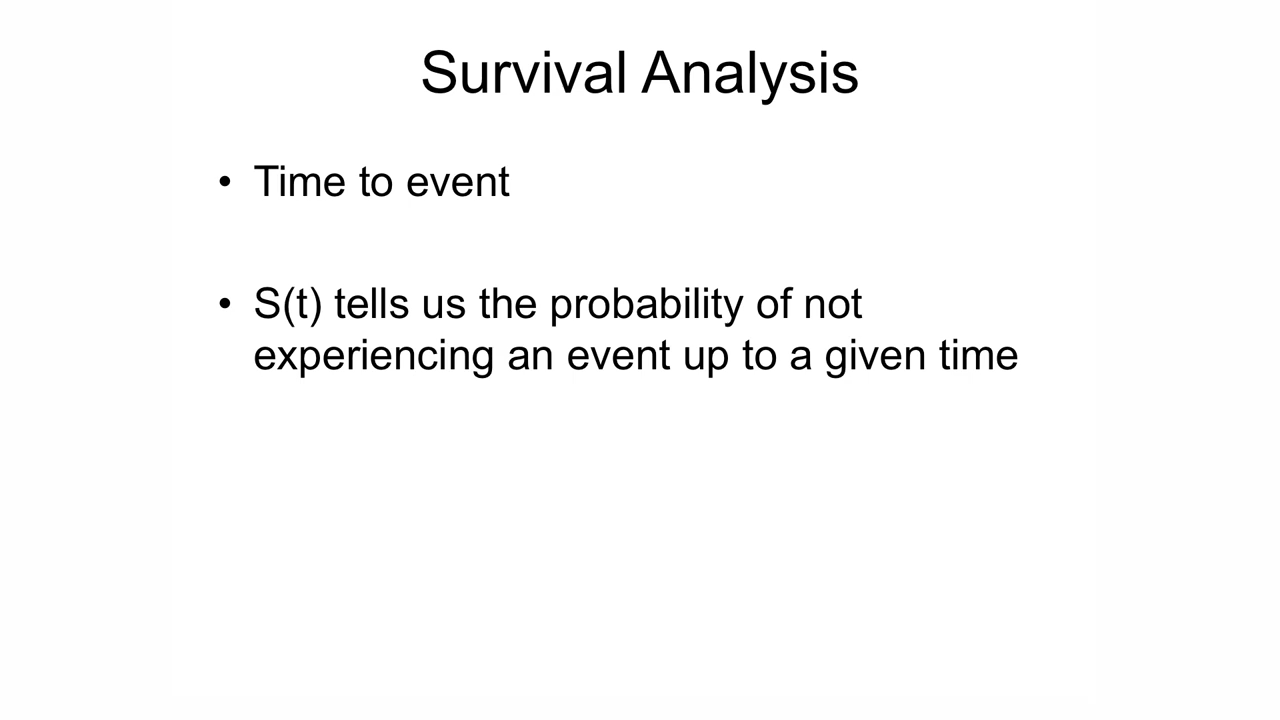 Survival Analysis
• Time to event
• S(t) tells us the probability of not
experiencing an event up to a given time